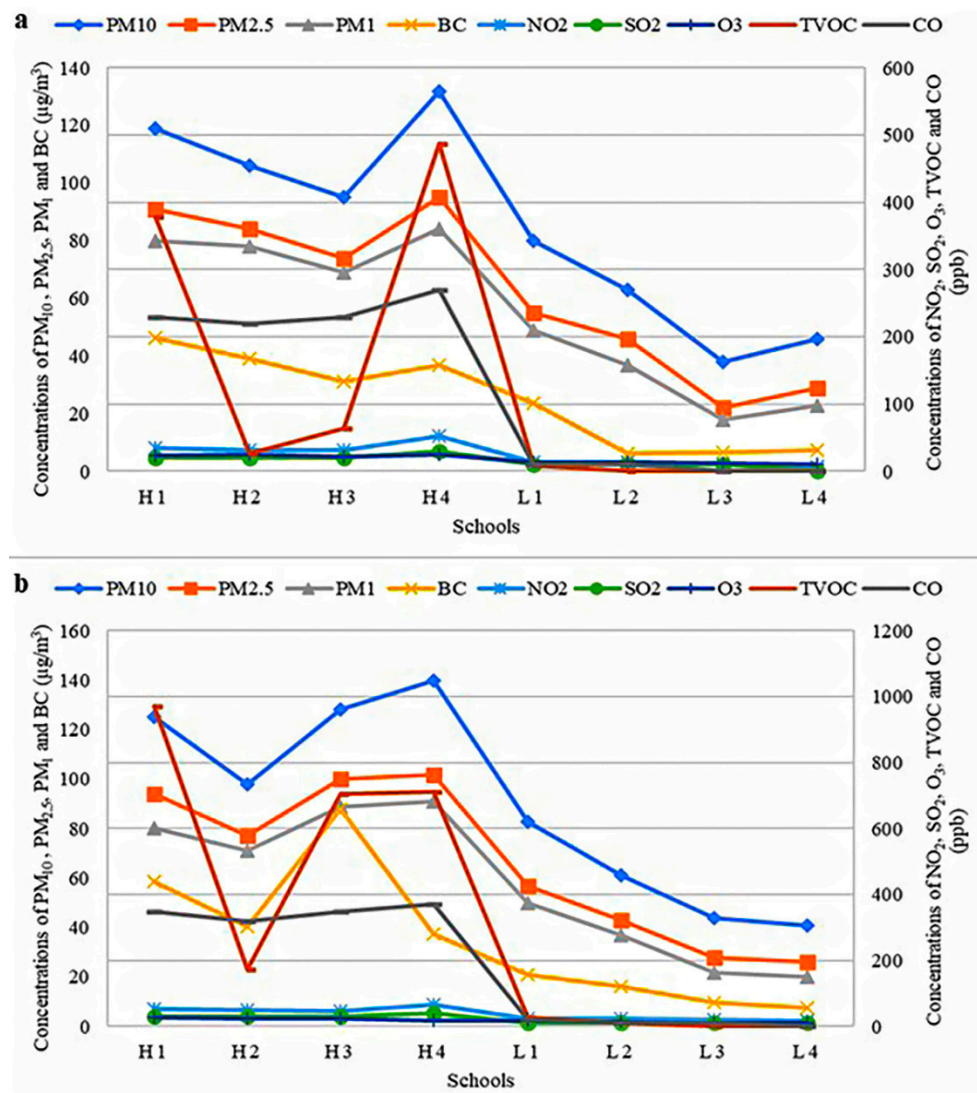 a
PM10 PM2.5 PM1 BC NO2 SO2 O3 TVOC CO
Concentrations of PM₁₀, PM₂.₅, PM₁ and BC (μg/m³)
140
120
100
80
60
40
20
0
600
500
400
300
200
100
0
Concentrations of NO₂, SO₂, O₃, TVOC and CO
(ppb)
H 1 H 2 H 3 H 4 L 1 L 2 L 3 L 4
Schools
b
PM10 PM2.5 PM1 BC NO2 SO2 O3 TVOC CO
Concentrations of PM₁₀, PM₂.₅, PM₁ and BC (μg/m³)
160
140
120
100
80
60
40
20
0
1200
1000
800
600
400
200
0
Concentrations of NO₂, SO₂, O₃, TVOC and CO
(ppb)
H 1 H 2 H 3 H 4 L 1 L 2 L 3 L 4
Schools